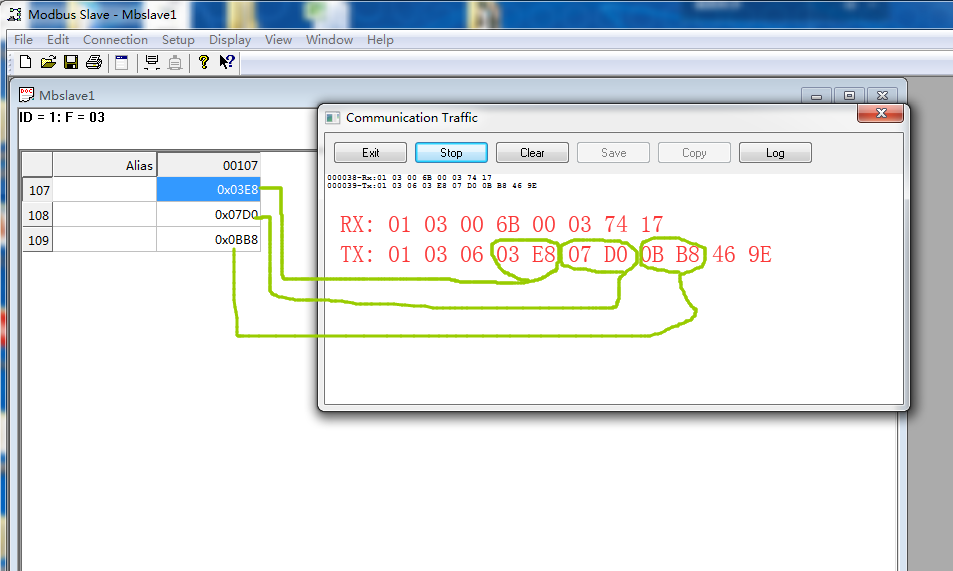 Modbus Slave - Mbslave1
File Edit Connection Setup Display View Window Help
Mbslave1
ID = 1: F = 03
Alias 00107
107 0x03E8
108 0x07D0
109 0x0BB8
Communication Traffic
Exit Stop Clear Save Copy Log
000038-Rx:01 03 00 6B 00 03 74 17
000039-Tx:01 03 06 03 E8 07 D0 0B B8 46 9E
RX: 01 03 00 6B 00 03 74 17
TX: 01 03 06 03 E8 07 D0 0B B8 46 9E